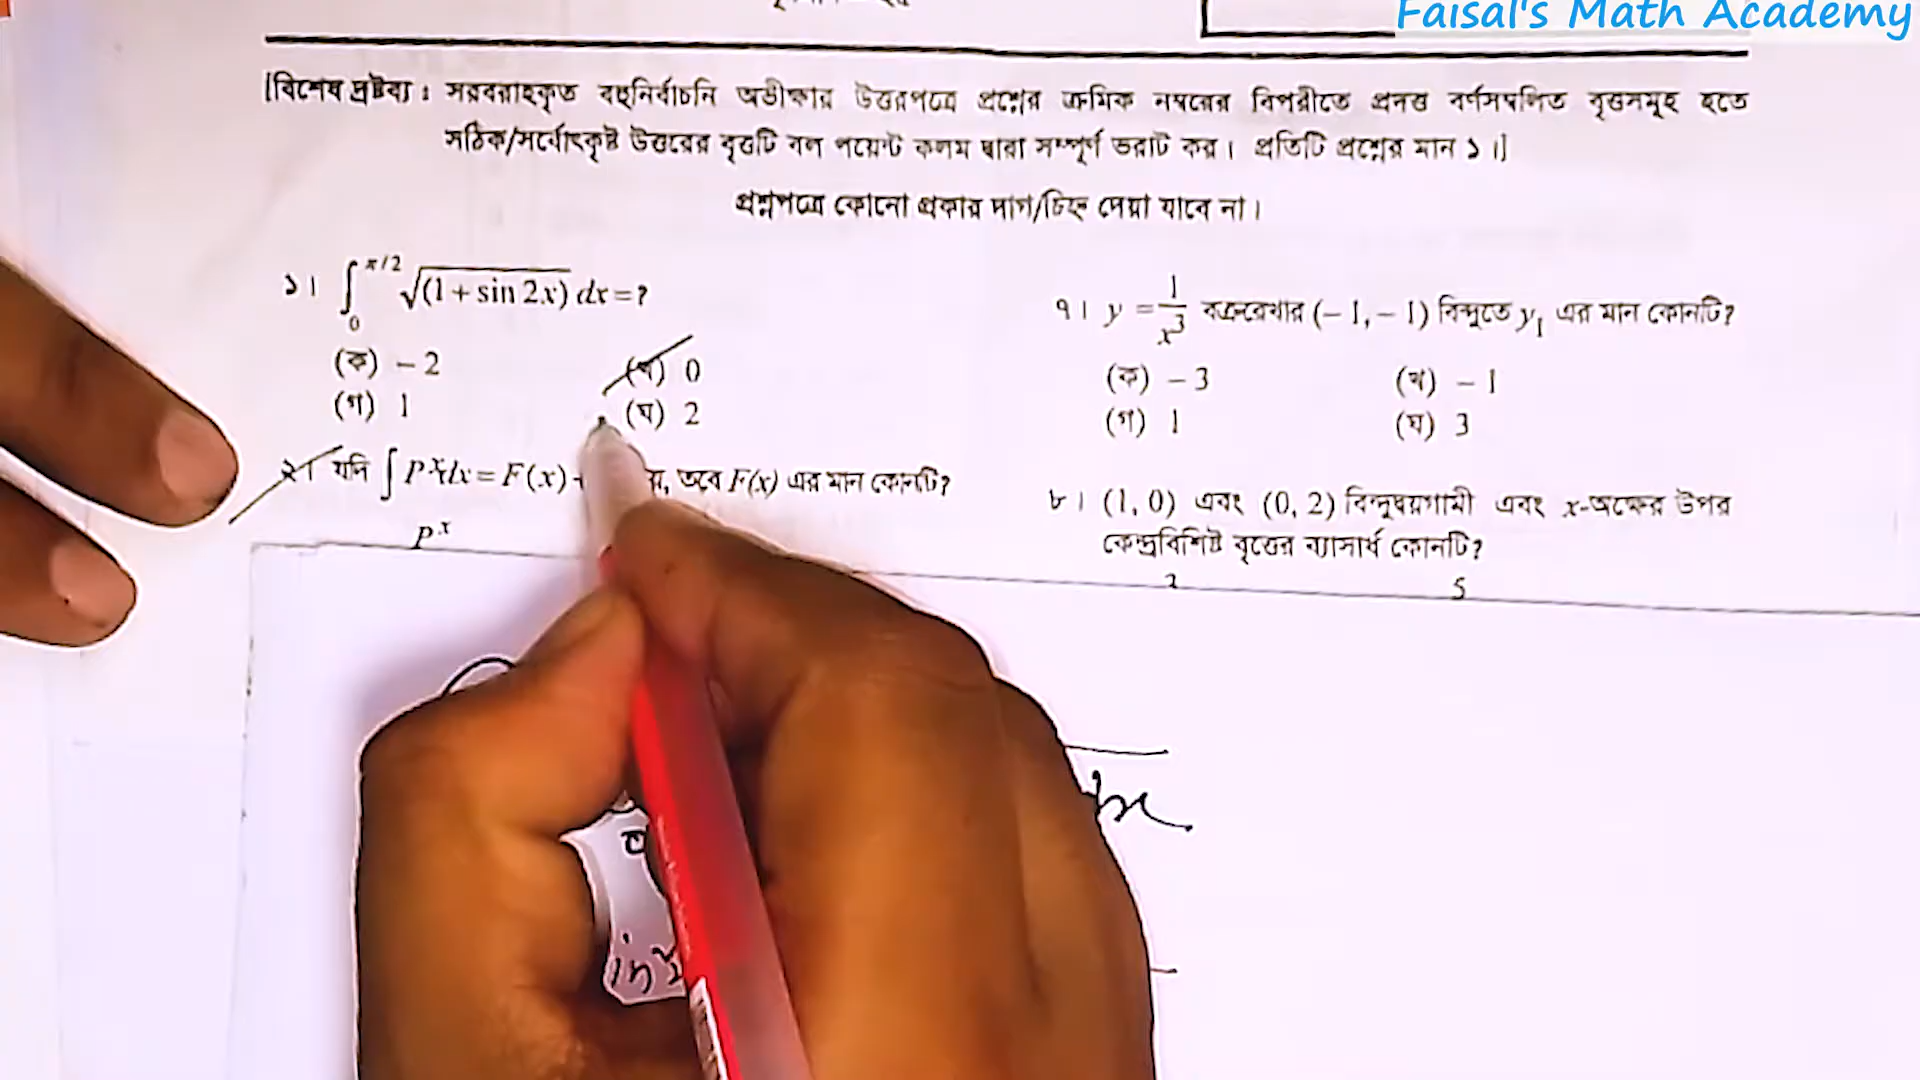 Faisal's Math Academy
[বিশেষ দ্রষ্টব্য : সরবরাহকৃত বহুনির্বাচনি অভীক্ষার উত্তরপত্রে প্রশ্নের ক্রমিক নম্বরের বিপরীতে প্রদত্ত বর্ণসম্বলিত বৃত্তসমূহ হতে
সঠিক/সর্বোৎকৃষ্ট উত্তরের বৃত্তটি বল পয়েন্ট কলম দ্বারা সম্পূর্ণ ভরাট কর। প্রতিটি প্রশ্নের মান ১।]
প্রশ্নপত্রে কোনো প্রকার দাগ/চিহ্ন দেয়া যাবে না।
১। ∫₀^{π/2} √(1 + sin 2x) dx = ?
(ক) – 2 (খ) 0
(গ) 1 (ঘ) 2
২। যদি ∫ P^x dx = F(x) + তবে F(x) এর মান কোনটি?
P^x
৭। y = 1/x³ বক্ররেখার (– 1, – 1) বিন্দুতে y₁ এর মান কোনটি?
(ক) – 3 (খ) – 1
(গ) 1 (ঘ) 3
৮। (1, 0) এবং (0, 2) বিন্দুদ্বয়গামী এবং x-অক্ষের উপর
কেন্দ্রবিশিষ্ট বৃত্তের ব্যাসার্ধ কোনটি?
5